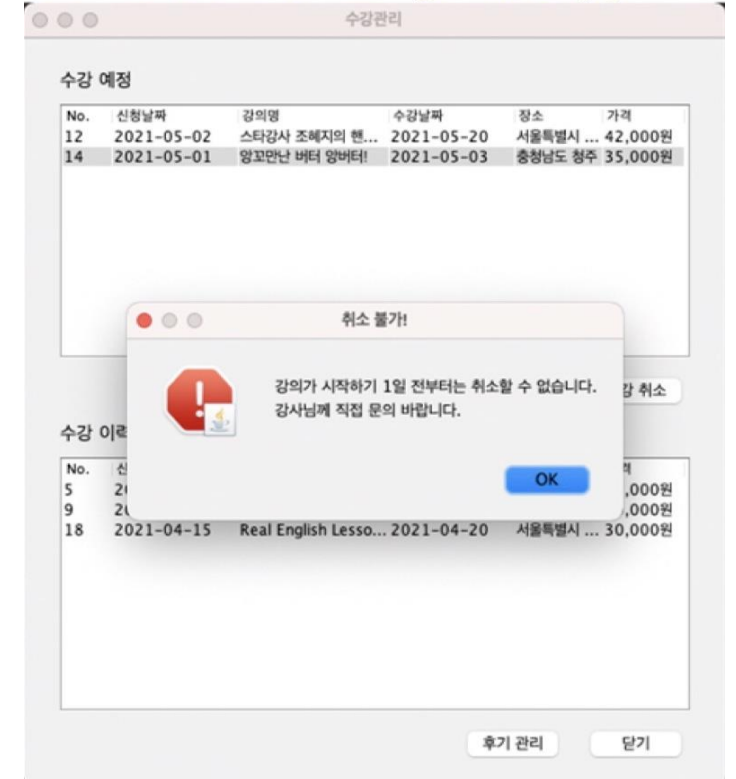 수강관리
수강 예정
No. 신청날짜 강의명 수강날짜 장소 가격
12 2021-05-02 스타강사 조혜지의 핸... 2021-05-20 서울특별시 ... 42,000원
14 2021-05-01 앙꼬만난 버터 앙버터! 2021-05-03 충청남도 청주 35,000원
취소 불가!
강의가 시작하기 1일 전부터는 취소할 수 없습니다.
강사님께 직접 문의 바랍니다.
OK
취소
수강
No.
5 ,000원
9 ,000원
18 2021-04-15 Real English Lesso... 2021-04-20 서울특별시 ... 30,000원
후기 관리 닫기